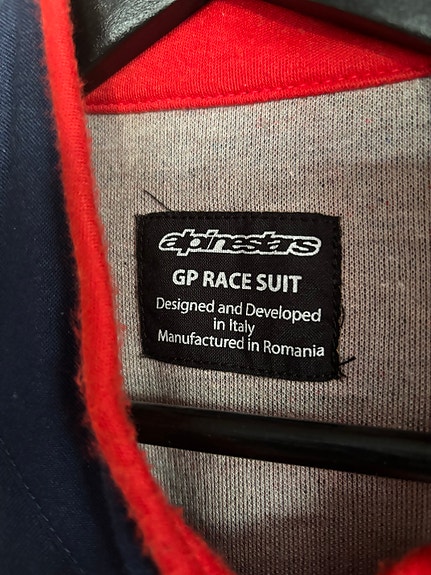 alpinestars
GP RACE SUIT
Designed and Developed
in Italy
Manufactured in Romania